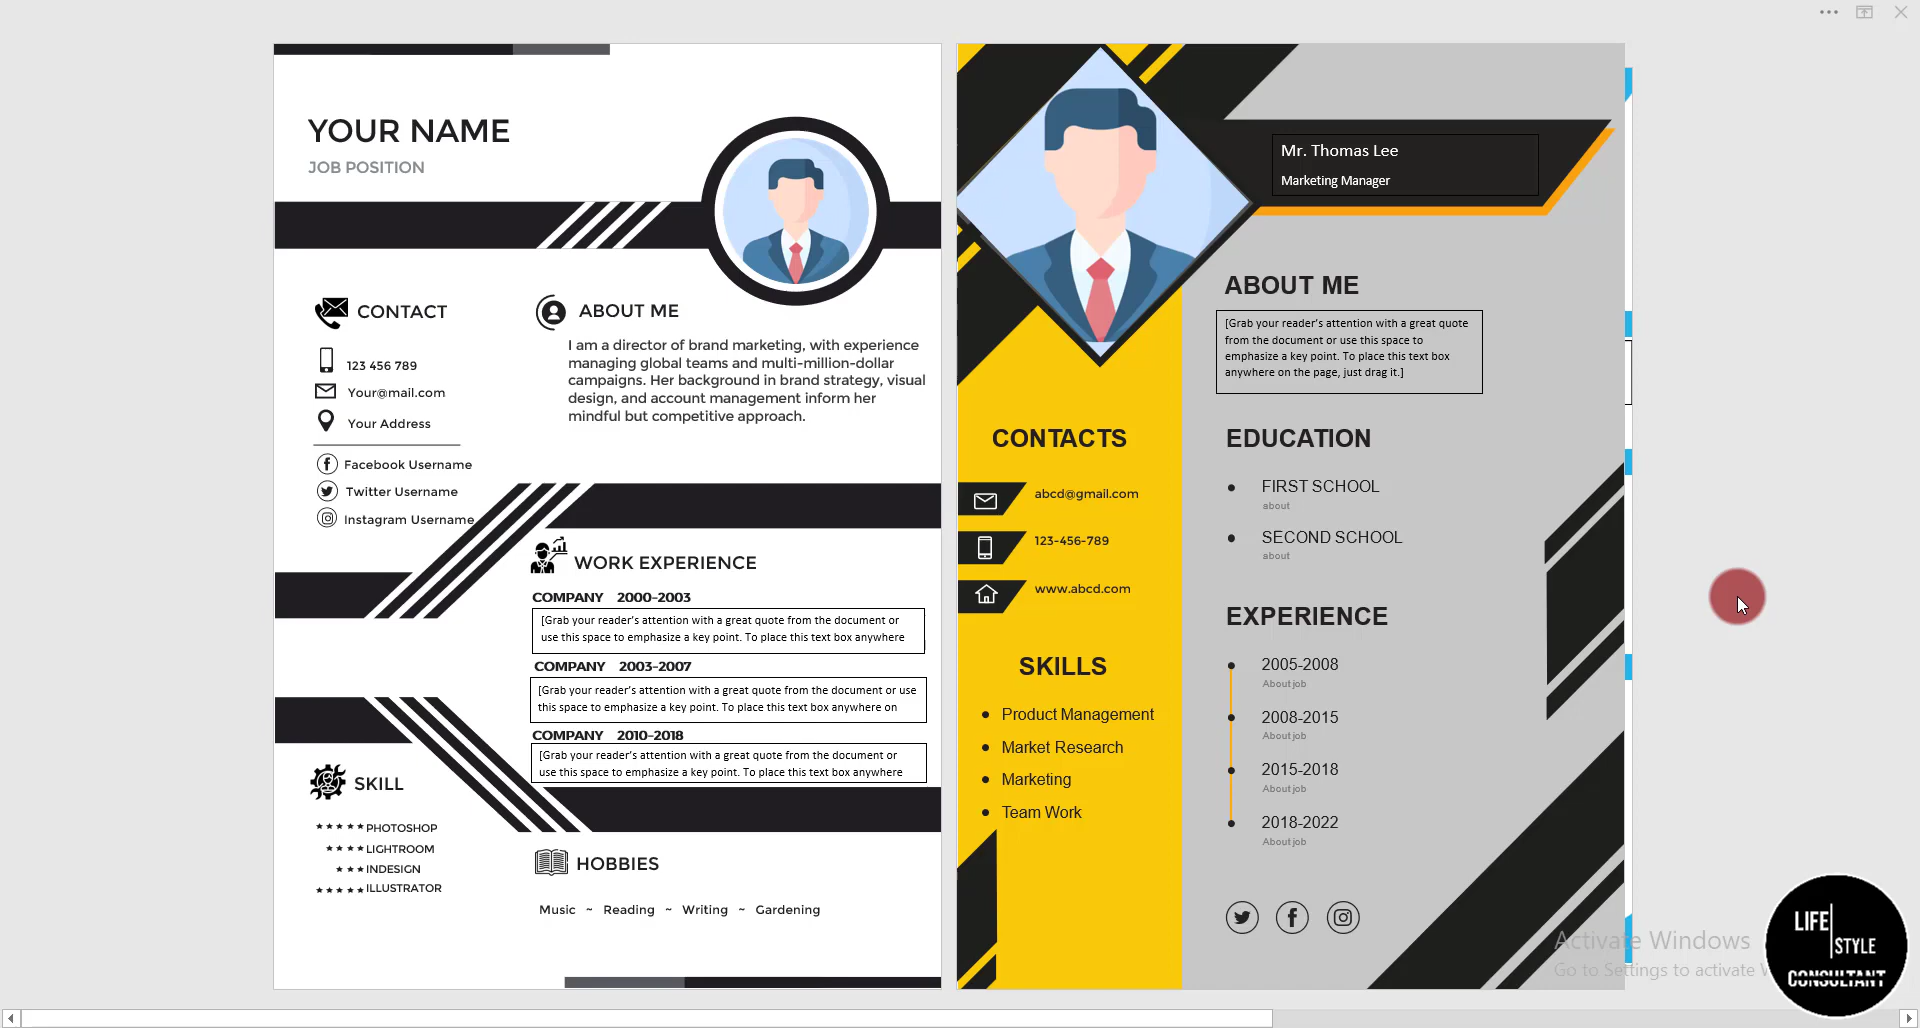 YOUR NAME
JOB POSITION
CONTACT
123 456 789
Your@mail.com
Your Address
Facebook Username
Twitter Username
Instagram Username
SKILL
★★★★★PHOTOSHOP
★★★★LIGHTROOM
★★★INDESIGN
★★★★★ILLUSTRATOR
ABOUT ME
I am a director of brand marketing, with experience
managing global teams and multi-million-dollar
campaigns. Her background in brand strategy, visual
design, and account management inform her
mindful but competitive approach.
WORK EXPERIENCE
COMPANY 2000-2003
[Grab your reader's attention with a great quote from the document or
use this space to emphasize a key point. To place this text box anywhere
COMPANY 2003-2007
[Grab your reader's attention with a great quote from the document or use
this space to emphasize a key point. To place this text box anywhere on
COMPANY 2010-2018
[Grab your reader's attention with a great quote from the document or
use this space to emphasize a key point. To place this text box anywhere
HOBBIES
Music ~ Reading ~ Writing ~ Gardening
Mr. Thomas Lee
Marketing Manager
CONTACTS
abcd@gmail.com
123-456-789
www.abcd.com
SKILLS
• Product Management
• Market Research
• Marketing
• Team Work
ABOUT ME
[Grab your reader's attention with a great quote
from the document or use this space to
emphasize a key point. To place this text box
anywhere on the page, just drag it.]
EDUCATION
• FIRST SCHOOL
about
• SECOND SCHOOL
about
EXPERIENCE
2005-2008
About job
2008-2015
About job
2015-2018
About job
2018-2022
About job
Activate Windows
Go to Settings to activate
LIFE
STYLE
CONSULTANT